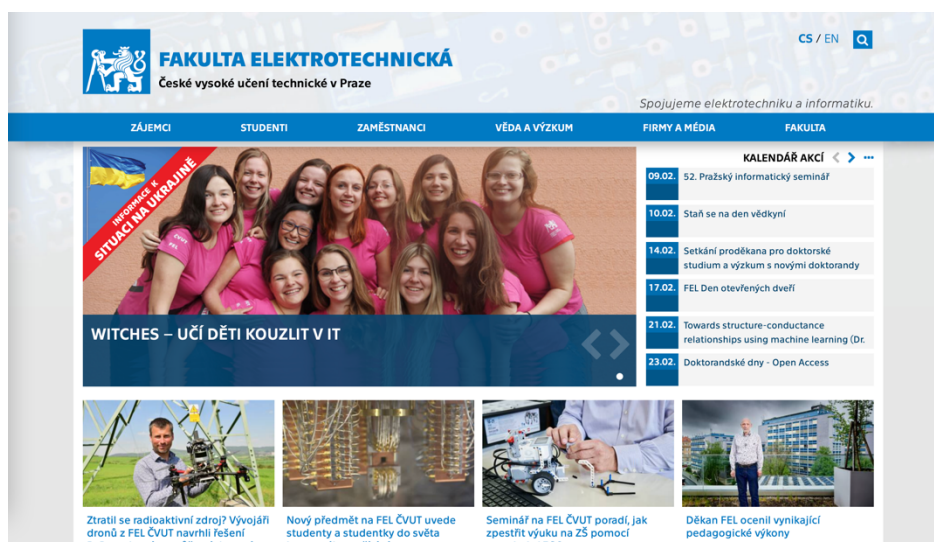 CS / EN
FAKULTA ELEKTROTECHNICKÁ
České vysoké učení technické v Praze
Spojujeme elektrotechniku a informatiku.
ZÁJEMCI STUDENTI ZAMĚSTNANCI VĚDA A VÝZKUM FIRMY A MÉDIA FAKULTA
INFORMACE K
SITUACI NA UKRAJINĚ
ČVUT
FEL
WITCHES – UČÍ DĚTI KOUZLIT V IT
KALENDÁŘ AKCÍ
09.02. 52. Pražský informatický seminář
10.02. Staň se na den vědkyní
14.02. Setkání proděkana pro doktorské
studium a výzkum s novými doktorandy
17.02. FEL Den otevřených dveří
21.02. Towards structure-conductance
relationships using machine learning (Dr.
23.02. Doktorandské dny - Open Access
Ztratil se radioaktivní zdroj? Vývojáři
dronů z FEL ČVUT navrhli řešení
Nový předmět na FEL ČVUT uvede
studenty a studentky do světa
Seminář na FEL ČVUT poradí, jak
zpestřit výuku na ZŠ pomocí
Děkan FEL ocenil vynikající
pedagogické výkony